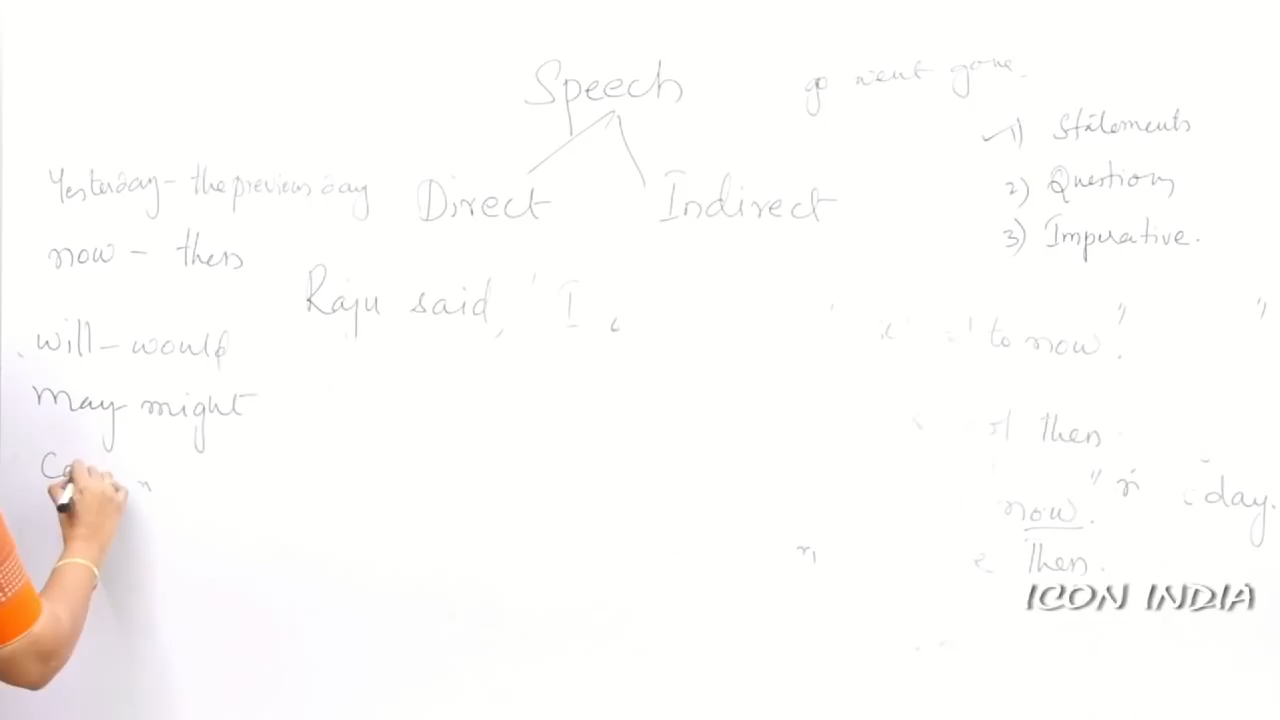 Speech
go went gone.
1) Statements
2) Questions
3) Imperative.
Yesterday - the previous day
Direct
Indirect
now - then
Raju said, " I
to now."
will - would
may might
then
now."
day.
Then.
ICON INDIA